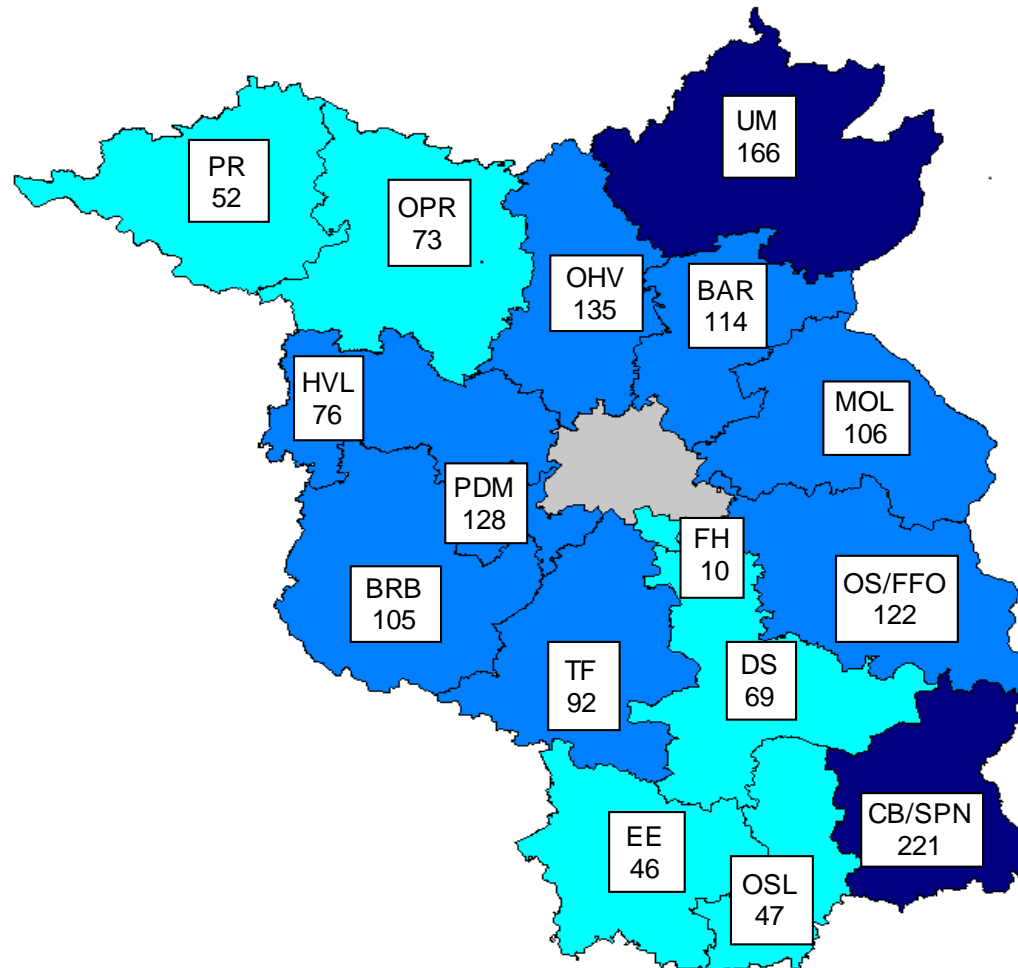 UM
166
PR
52
OPR
73
OHV
135
BAR
114
HVL
76
MOL
106
PDM
128
FH
10
BRB
105
OS/FFO
122
TF
92
DS
69
CB/SPN
221
EE
46
OSL
47